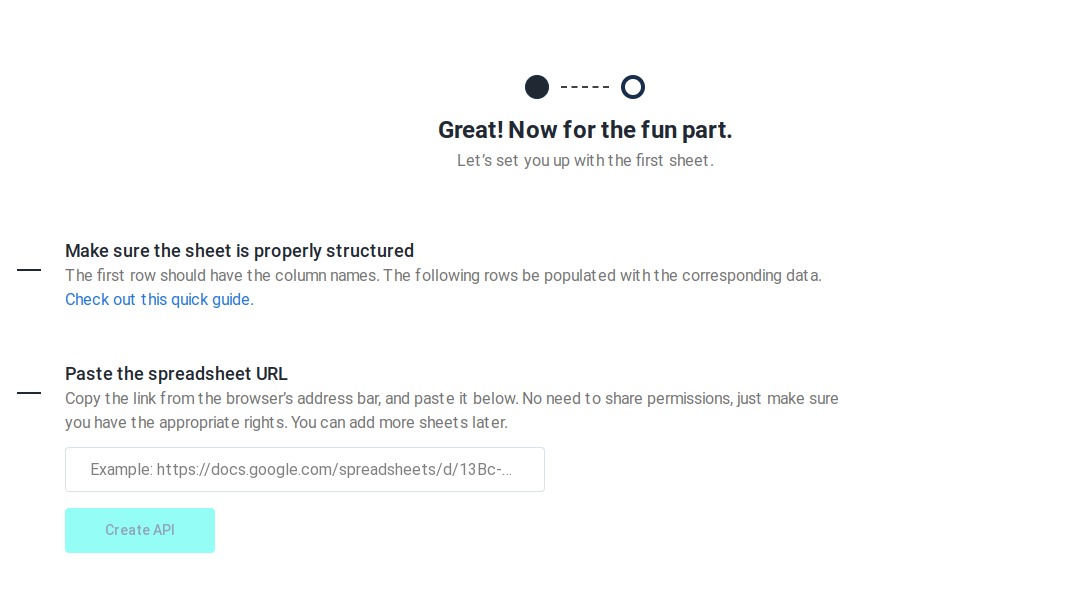 Great! Now for the fun part.
Let's set you up with the first sheet.
Make sure the sheet is properly structured
The first row should have the column names. The following rows be populated with the corresponding data.
Check out this quick guide.
Paste the spreadsheet URL
Copy the link from the browser's address bar, and paste it below. No need to share permissions, just make sure
you have the appropriate rights. You can add more sheets later.
Example: https://docs.google.com/spreadsheets/d/13Bc-...
Create API